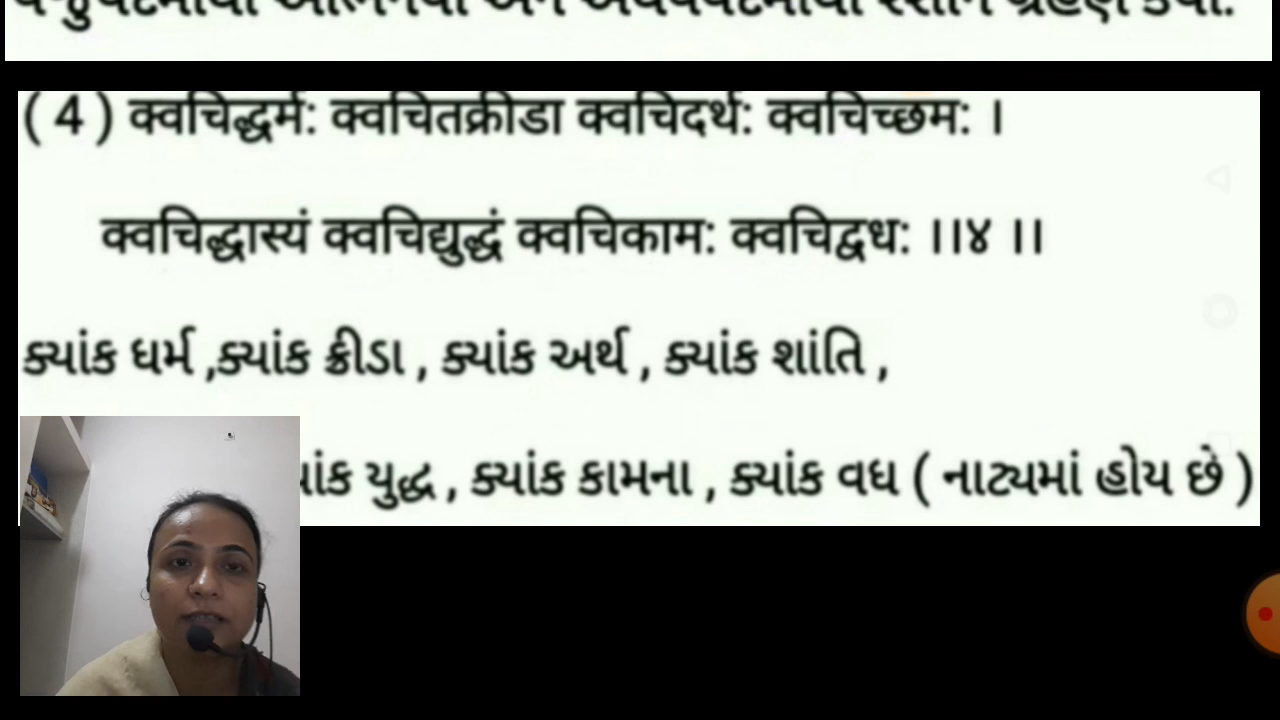 ( 4 ) क्वचिद्धर्म: क्वचितक्रीडा क्वचिदर्थ: क्वचिच्छम: ।
क्वचिद्धास्यं क्वचिद्युद्धं क्वचिकाम: क्वचिद्वध: ।।४ ।।
ક્યાંક ધર્મ ,ક્યાંક ક્રીડા , ક્યાંક અર્થ , ક્યાંક શાંતિ ,
યુદ્ધ , ક્યાંક કામના , ક્યાંક વધ ( નાટ્યમાં હોય છે )